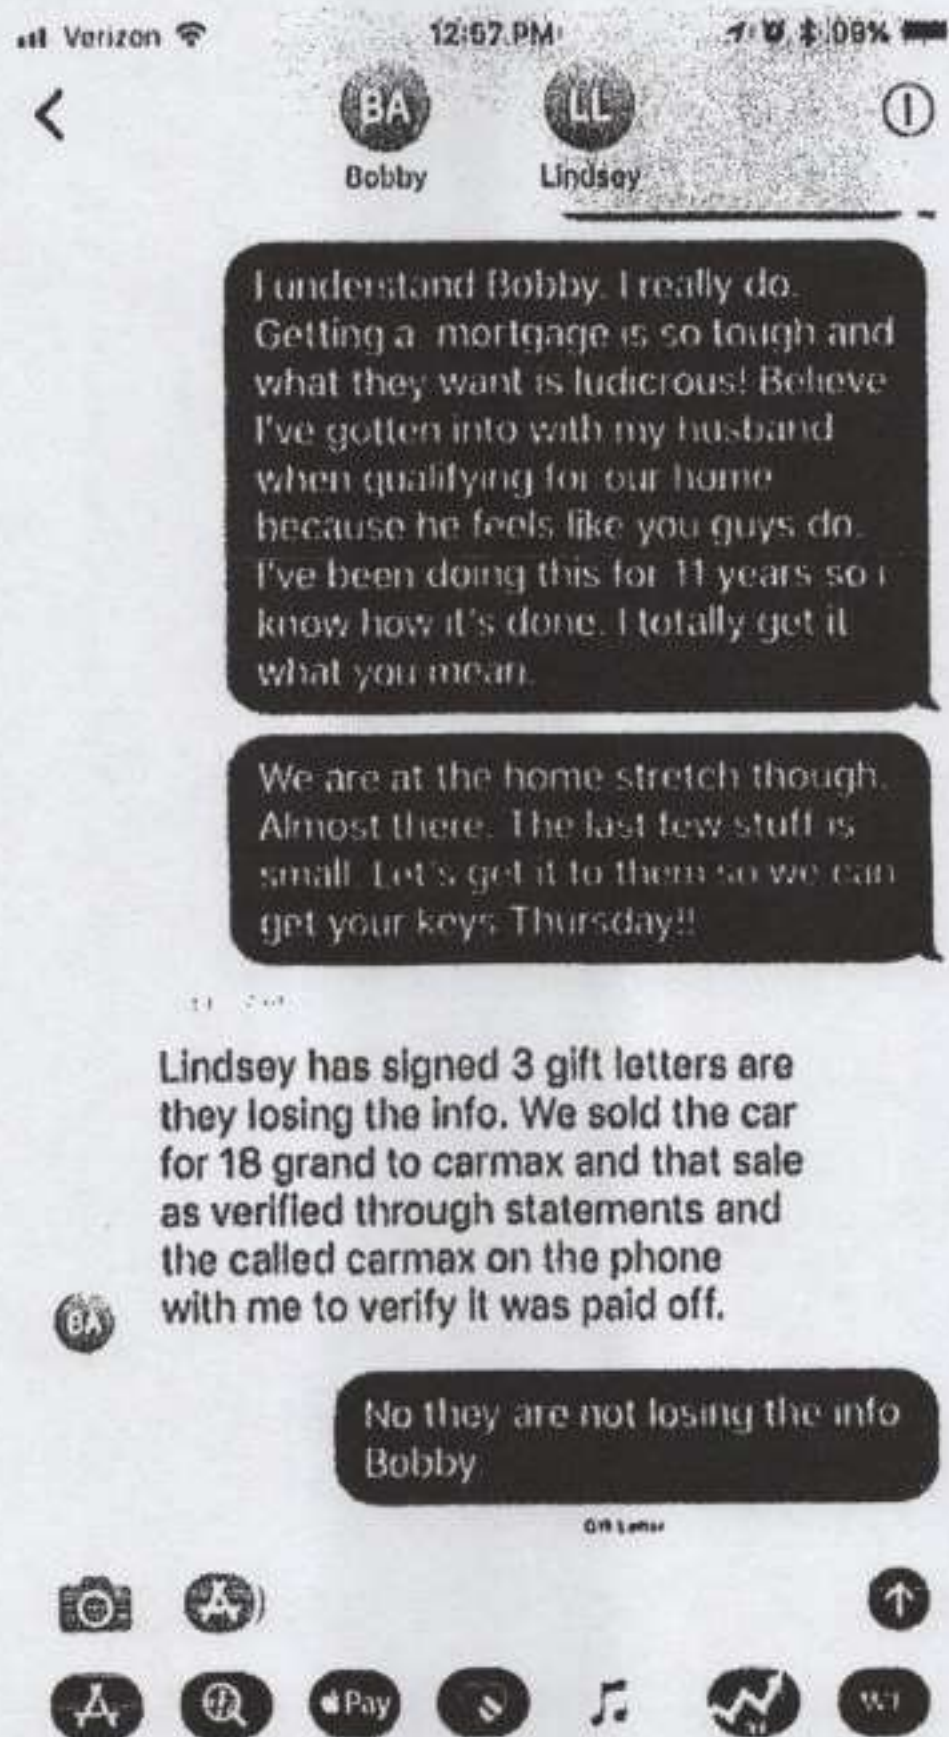 Verizon
12:57 PM
BA
LL
Bobby
Lindsey
I understand Bobby. I really do.
Getting a mortgage is so tough and
what they want is ludicrous! Believe
I've gotten into with my husband
when qualifying for our home
because he feels like you guys do.
I've been doing this for 11 years so i
know how it's done. I totally get it
what you mean.
We are at the home stretch though.
Almost there. The last few stuff is
small. Let's get it to them so we can
get your keys Thursday!!
Lindsey has signed 3 gift letters are
they losing the info. We sold the car
for 18 grand to carmax and that sale
as verified through statements and
the called carmax on the phone
with me to verify it was paid off.
BA
No they are not losing the info
Bobby
Gift Letter
Pay